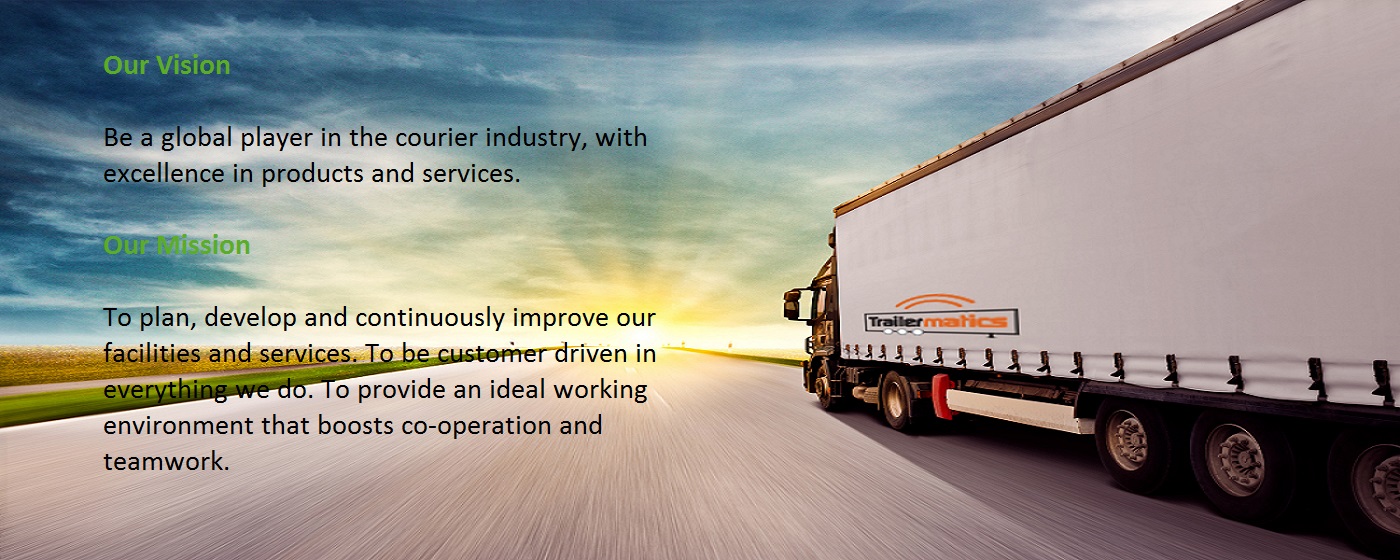 Our Vision
Be a global player in the courier industry, with
excellence in products and services.
Our Mission
To plan, develop and continuously improve our
facilities and services. To be customer driven in
everything we do. To provide an ideal working
environment that boosts co-operation and
teamwork.
Trailermatics